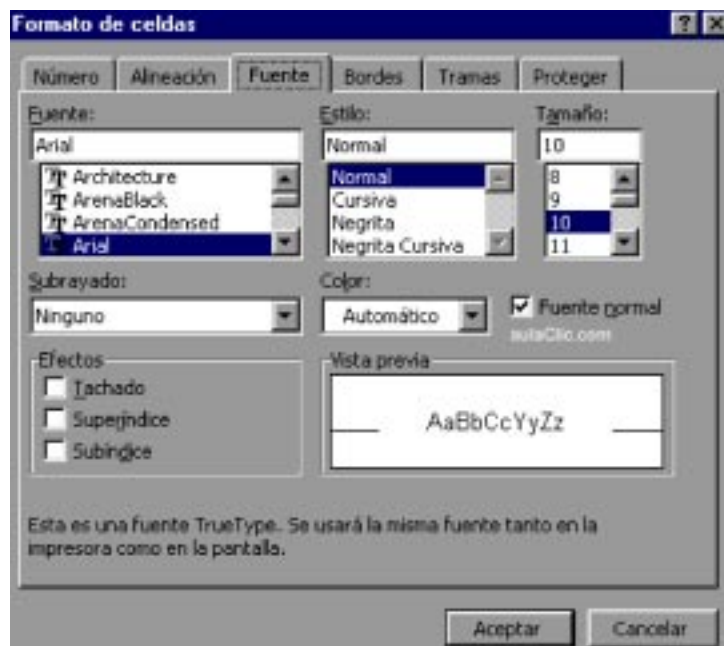 Formato de celdas
Número Alineación Fuente Bordes Tramas Proteger
Fuente: Estilo: Tamaño:
Arial Normal 10
Architecture Normal 8
ArenaBlack Cursiva 9
ArenaCondensed Negrita 10
Arial Negrita Cursiva 11
Subrayado: Color:
Ninguno Automático Fuente normal
aulaClic.com
Efectos Vista previa
Tachado
Superíndice AaBbCcYyZz
Subíndice
Esta es una fuente TrueType. Se usará la misma fuente tanto en la
impresora como en la pantalla.
Aceptar Cancelar